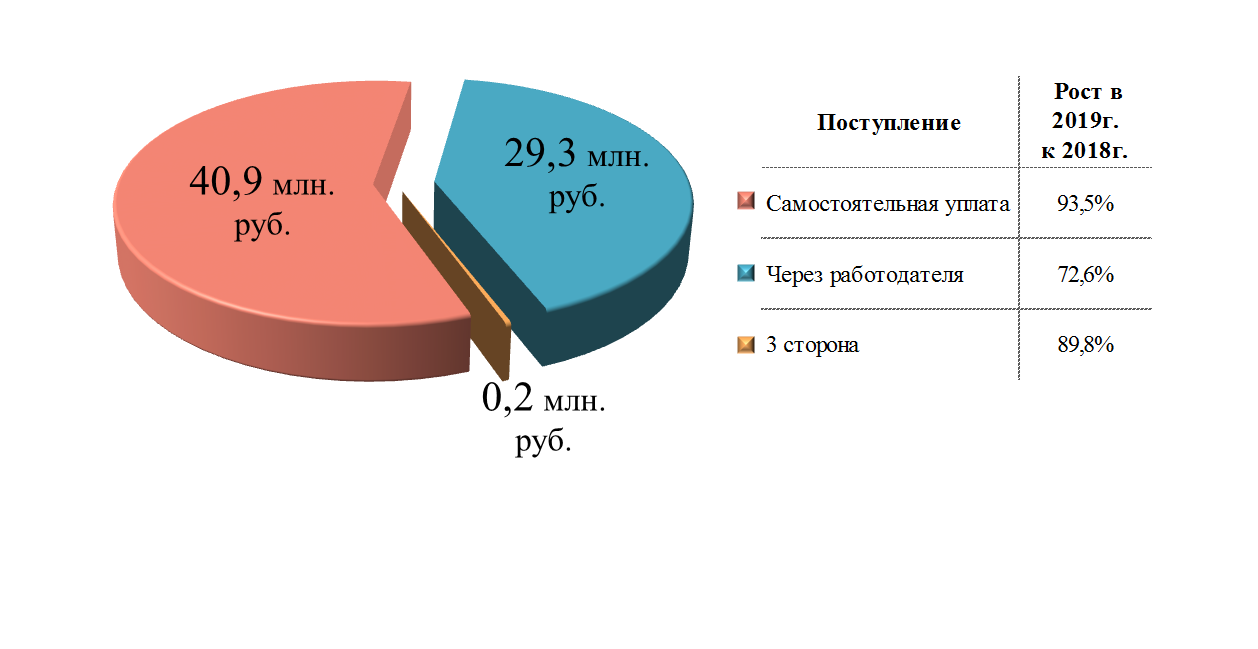 40,9 млн.
руб.
29,3 млн.
руб.
0,2 млн.
руб.
Поступление
Рост в
2019г.
к 2018г.
Самостоятельная уплата 93,5%
Через работодателя 72,6%
3 сторона 89,8%